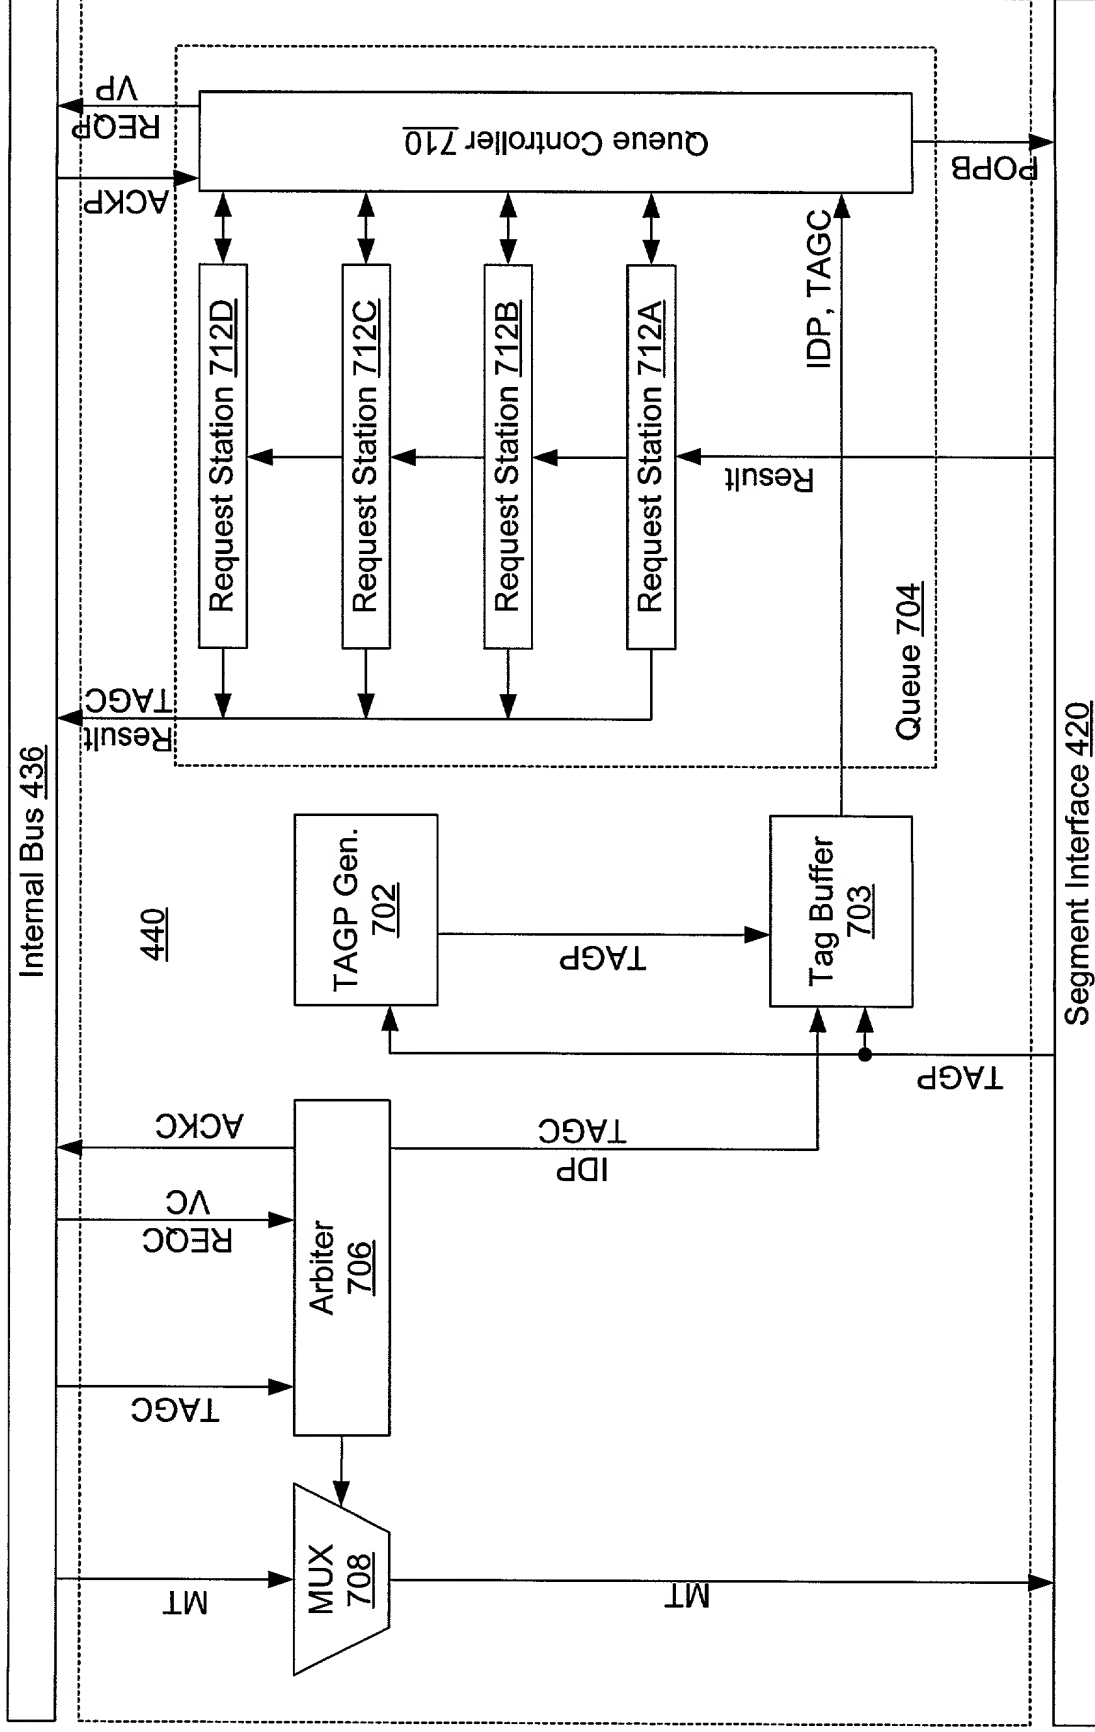 Internal Bus 436
440
MT
TAGC
REQC
VC
ACKC
Result
TAGC
ACKP
REQP
VP
MUX
708
Arbiter
706
TAGP Gen.
702
Request Station 712D
Request Station 712C
Request Station 712B
Request Station 712A
Queue Controller 710
IDP
TAGC
TAGP
Tag Buffer
703
IDP, TAGC
Result
Queue 704
MT
TAGP
POPB
Segment Interface 420